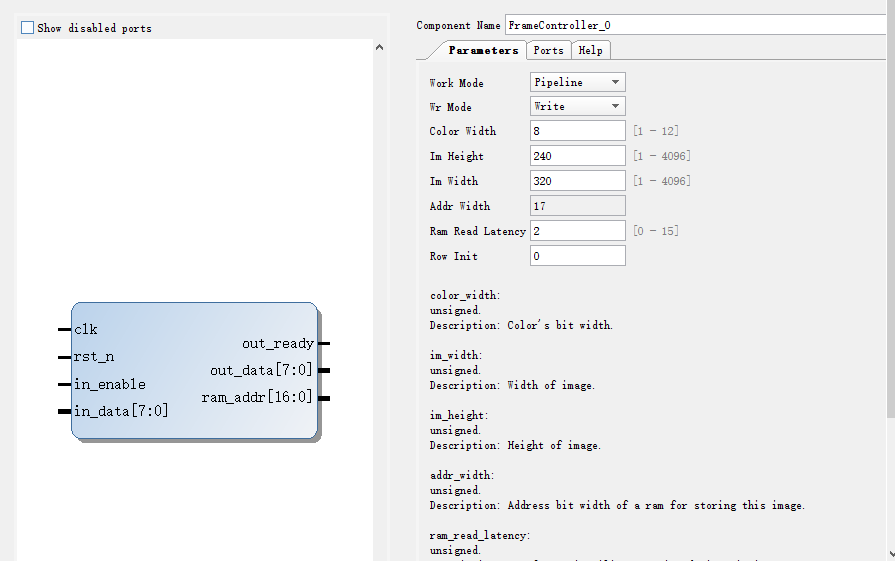 Show disabled ports
clk
rst_n
in_enable
in_data[7:0]
out_ready
out_data[7:0]
ram_addr[16:0]
Component Name FrameController_0
Parameters Ports Help
Work Mode Pipeline
Wr Mode Write
Color Width 8 [1 - 12]
Im Height 240 [1 - 4096]
Im Width 320 [1 - 4096]
Addr Width 17
Ram Read Latency 2 [0 - 15]
Row Init 0
color_width:
unsigned.
Description: Color's bit width.
im_width:
unsigned.
Description: Width of image.
im_height:
unsigned.
Description: Height of image.
addr_width:
unsigned.
Description: Address bit width of a ram for storing this image.
ram_read_latency:
unsigned.